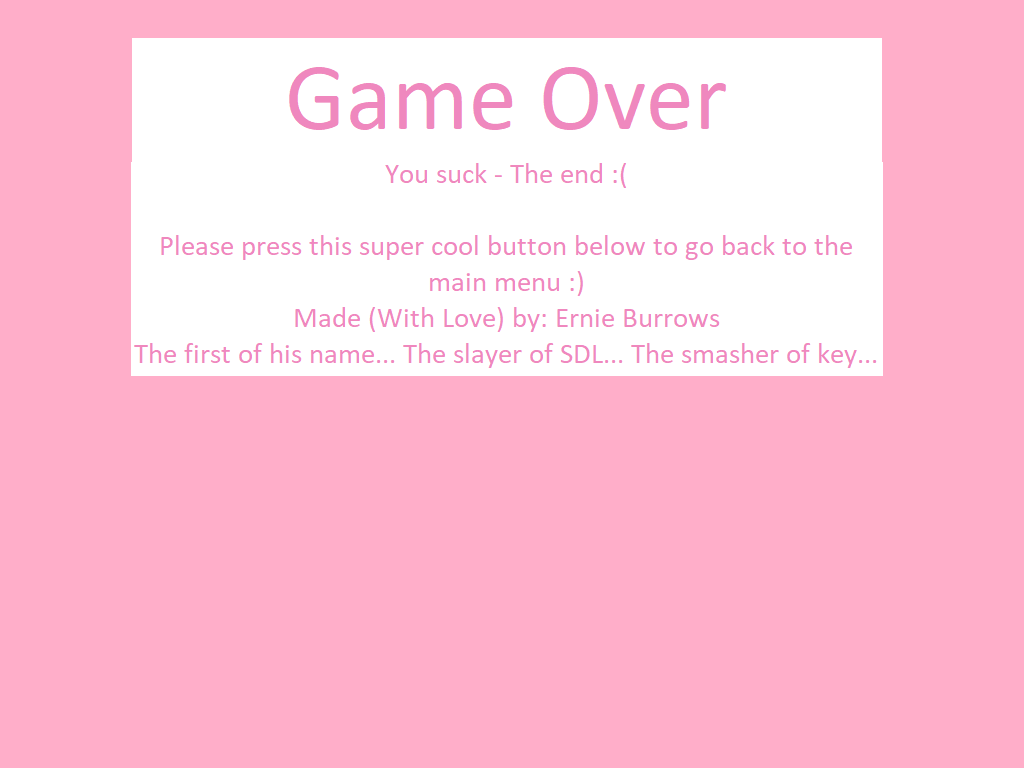 Game Over
You suck - The end :(
Please press this super cool button below to go back to the
main menu :)
Made (With Love) by: Ernie Burrows
The first of his name... The slayer of SDL... The smasher of key...